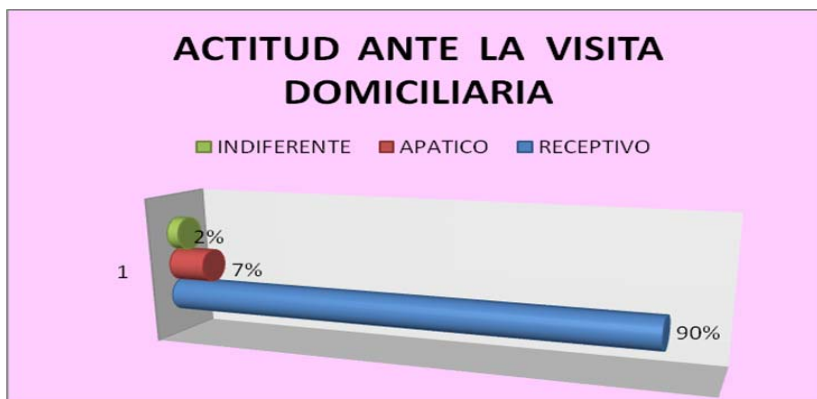 ACTITUD ANTE LA VISITA
DOMICILIARIA
INDIFERENTE APATICO RECEPTIVO
2%
1
7%
90%